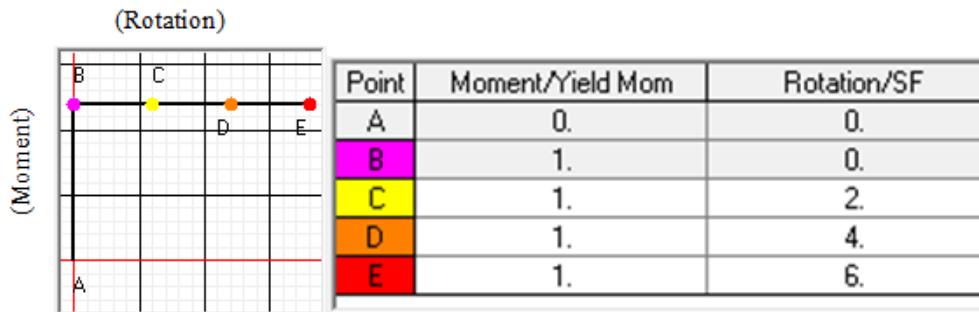 (Rotation)
(Moment)
B C
D E
A
Point Moment/Yield Mom Rotation/SF
A 0. 0.
B 1. 0.
C 1. 2.
D 1. 4.
E 1. 6.